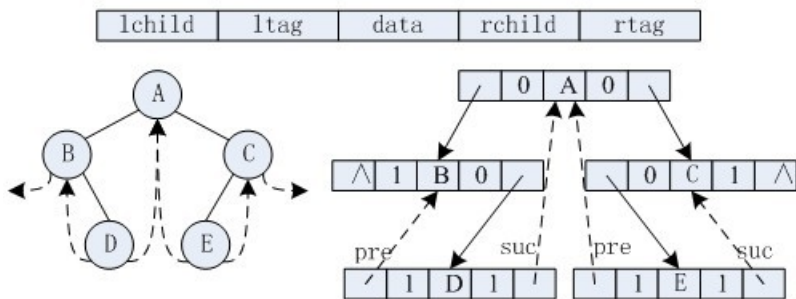 lchild ltag data rchild rtag
A
B C
D E
0 A 0
∧ 1 B 0
0 C 1 ∧
pre suc pre suc
1 D 1
1 E 1